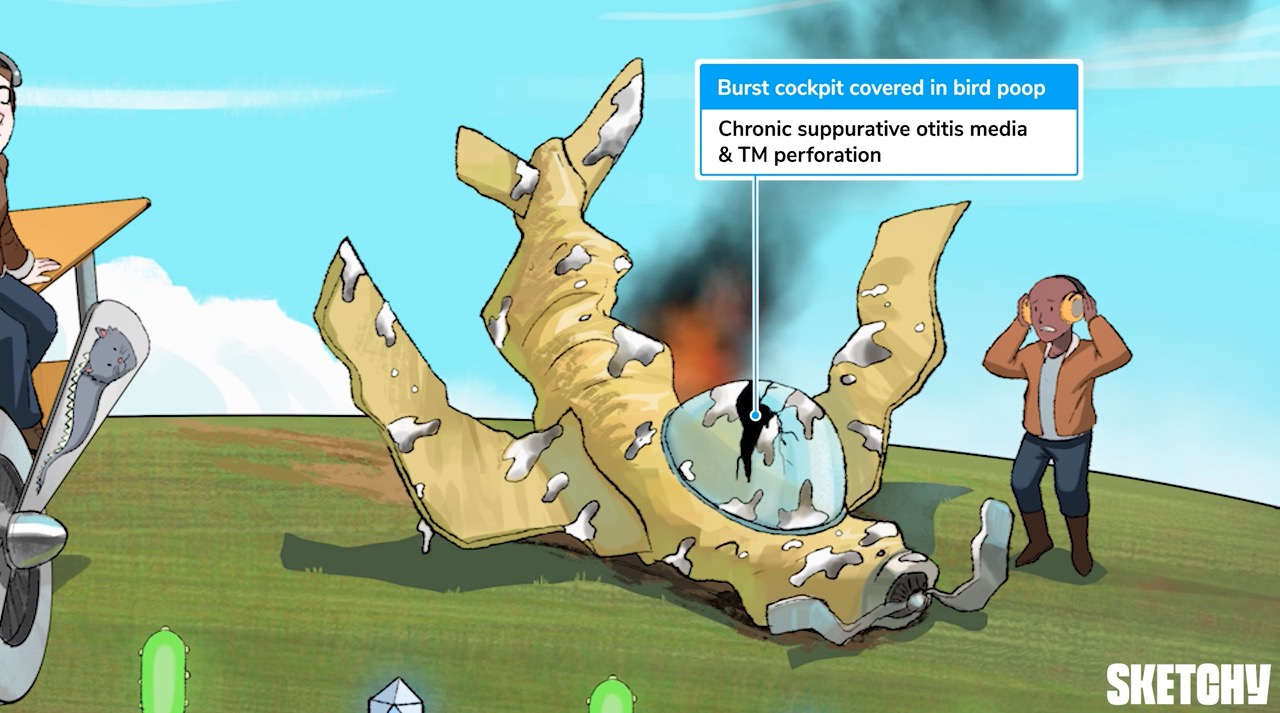 Burst cockpit covered in bird poop
Chronic suppurative otitis media
& TM perforation
SKETCHY